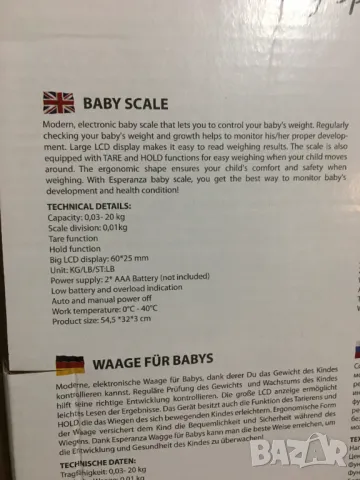 BABY SCALE
Modern, electronic baby scale that lets you to control your baby's weight. Regularly
checking your baby's weight and growth helps to monitor his/her proper develop-
ment. Large LCD display makes it easy to read weighing results. The scale is also
equipped with TARE and HOLD functions for easy weighing when your child moves
around. The ergonomic shape ensures your child's comfort and safety when
weighing. With Esperanza baby scale, you get the best way to monitor baby's
development and health condition!
TECHNICAL DETAILS:
Capacity: 0,03- 20 kg
Scale division: 0,01kg
Tare function
Hold function
Big LCD display: 60*25 mm
Unit: KG/LB/ST:LB
Power supply: 2* AAA Battery (not included)
Low battery and overload indication
Auto and manual power off
Work temperature: 0°C - 40°C
Product size: 54,5 *32*3 cm
WAAGE FÜR BABYS
Moderne, elektronische Waage für Babys, dank derer Du das Gewicht des Kindes
kontrollieren kannst. Reguläre Prüfung des Gewichts und Wachstums des Kindes
hilft seine richtige Entwicklung kontrollieren. Die große LCD anzeige ermöglicht
leichtes Lesen der Ergebnisse. Das Gerät besitzt auch die Funktion des Tarierens und
HOLD die das Wiegen des sich bewegenden Kindes erleichtern. Ergonomische Form
der Waage versichert dem Kind die Bequemlichkeit und Sicherheit während des
Wiegens. Dank Esperanza Waage für Babys kann man die beste Weise erreichen, um
die Entwicklung und Gesundheit des Kindes zu überwachen!
TECHNISCHE DATEN:
Tragfähigkeit: 0,03- 20 kg
0,01 kg
bazar.bg